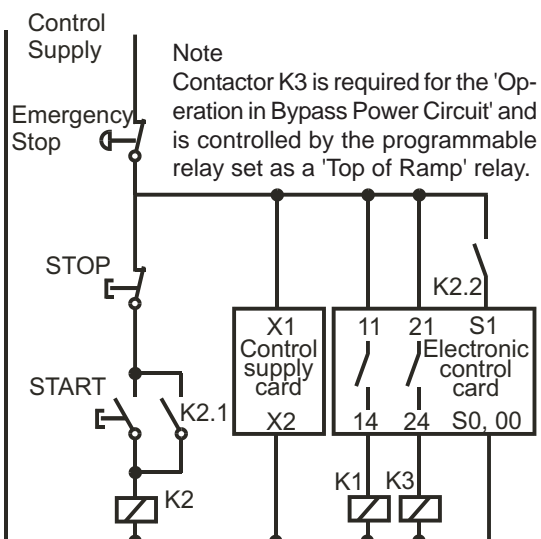 Control
Supply
Note
Contactor K3 is required for the 'Op-
eration in Bypass Power Circuit' and
is controlled by the programmable
relay set as a 'Top of Ramp' relay.
Emergency
Stop
STOP
K2.2
X1
11
21
S1
Control
supply
card
Electronic
control
card
START
K2.1
X2
14
24
S0, 00
K1
K3
K2